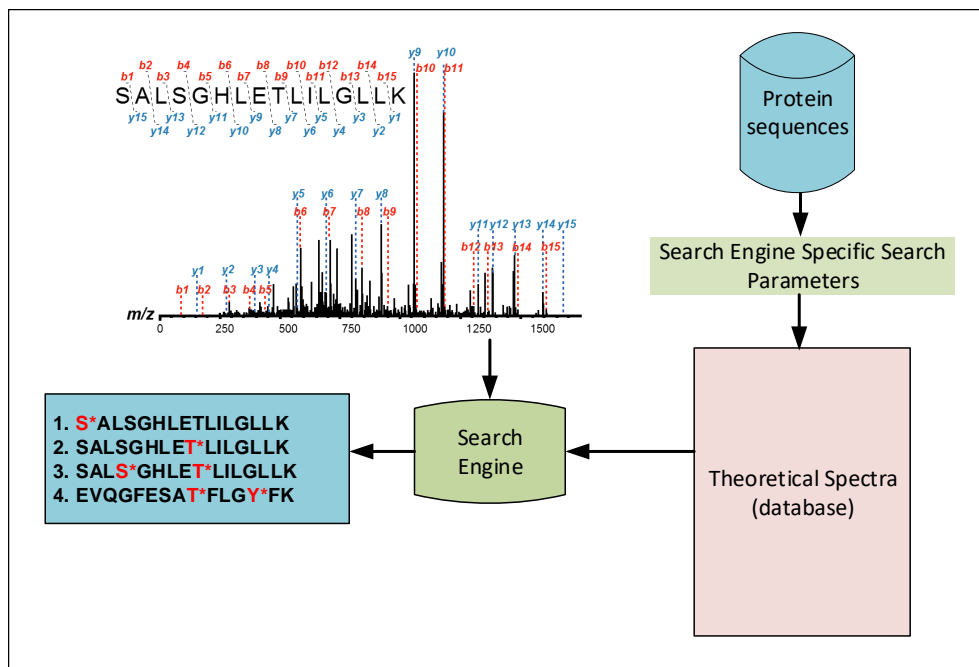 b1 b2 b3 b4 b5 b6 b7 b8 b9 b10 b11 b12 b13 b14 b15
SALSGHLETLILGLLK
y15 y14 y13 y12 y11 y10 y9 y8 y7 y6 y5 y4 y3 y2 y1
y9 y10
b10 b11
y5 y6 y7 y8
b6 b7 b8 b9
y11 y12 y13 y14 y15
b12 b13 b14 b15
y1 y2 y3 y4
b1 b2 b3 b4 b5
m/z
0 250 500 750 1000 1250 1500
Protein
sequences
Search Engine Specific Search
Parameters
Theoretical Spectra
(database)
Search
Engine
1. S*ALSGHLETLILGLLK
2. SALSGHLET*LILGLLK
3. SALS*GHLET*LILGLLK
4. EVQGFESAT*FLGY*FK